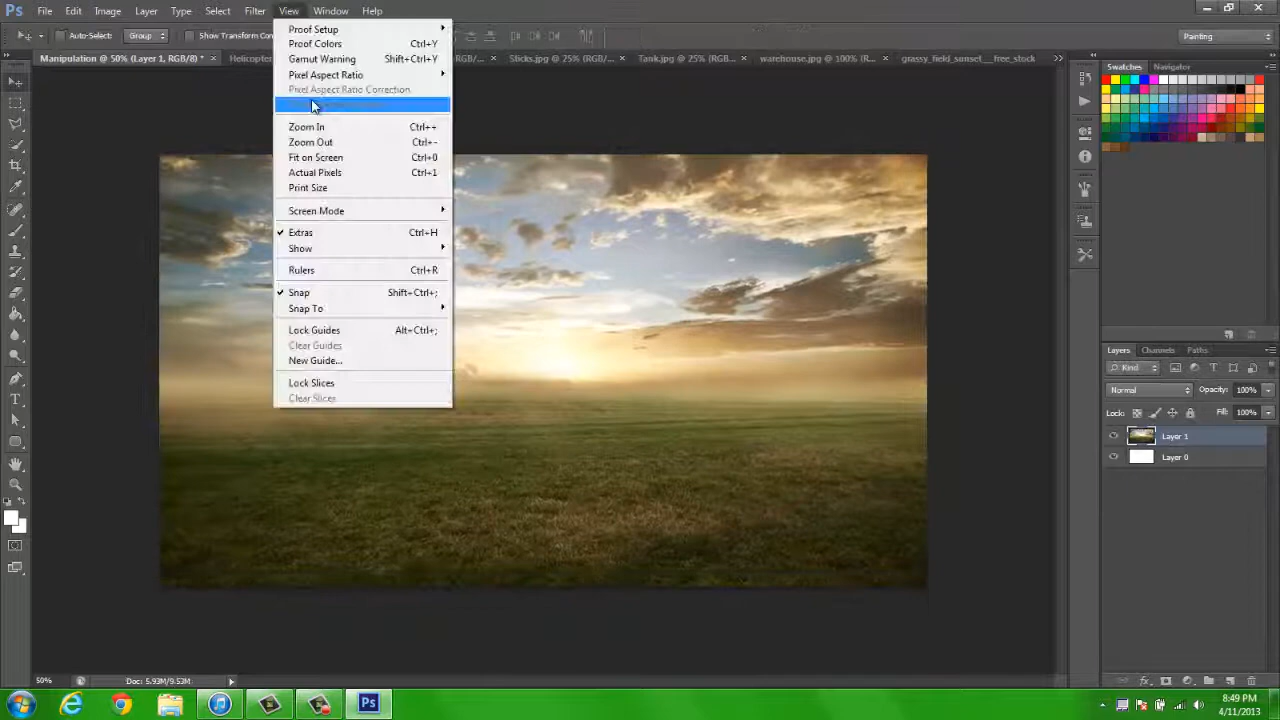 Ps File Edit Image Layer Type Select Filter View Window Help
Auto-Select: Group Show Transform Painting
Manipulation @ 50% (Layer 1, RGB/8) * Helicopter RGB/... Sticks.jpg @ 25% (RGB/... Tank.jpg @ 25% (RGB/... warehouse.jpg @ 100% (R... grassy_field_sunset__free_stock
Proof Setup
Proof Colors Ctrl+Y
Gamut Warning Shift+Ctrl+Y
Pixel Aspect Ratio
Pixel Aspect Ratio Correction
Zoom In Ctrl++
Zoom Out Ctrl+-
Fit on Screen Ctrl+0
Actual Pixels Ctrl+1
Print Size
Screen Mode
Extras Ctrl+H
Show
Rulers Ctrl+R
Snap Shift+Ctrl+;
Snap To
Lock Guides Alt+Ctrl+;
Clear Guides
New Guide...
Lock Slices
Clear Slices
Swatches Navigator
Layers Channels Paths
Kind
Normal Opacity: 100%
Lock: Fill: 100%
Layer 1
Layer 0
50% Doc: 5.93M/9.53M
Ps
8:49 PM
4/11/2013